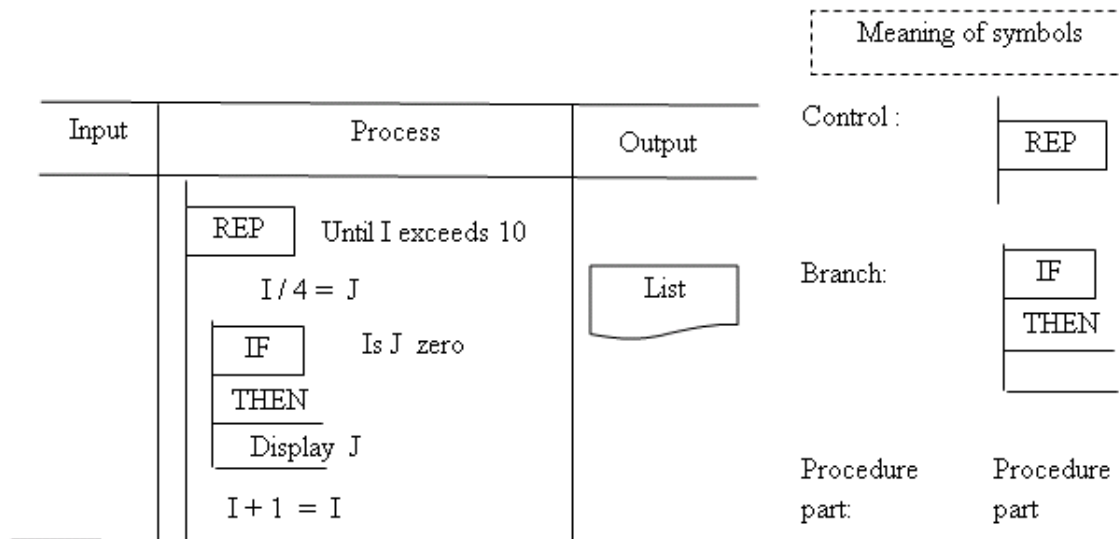 Meaning of symbols
Input
Process
Output
REP Until I exceeds 10
I / 4 = J
IF Is J zero
THEN
Display J
I + 1 = I
List
Control :
REP
Branch:
IF
THEN
Procedure part:
Procedure part